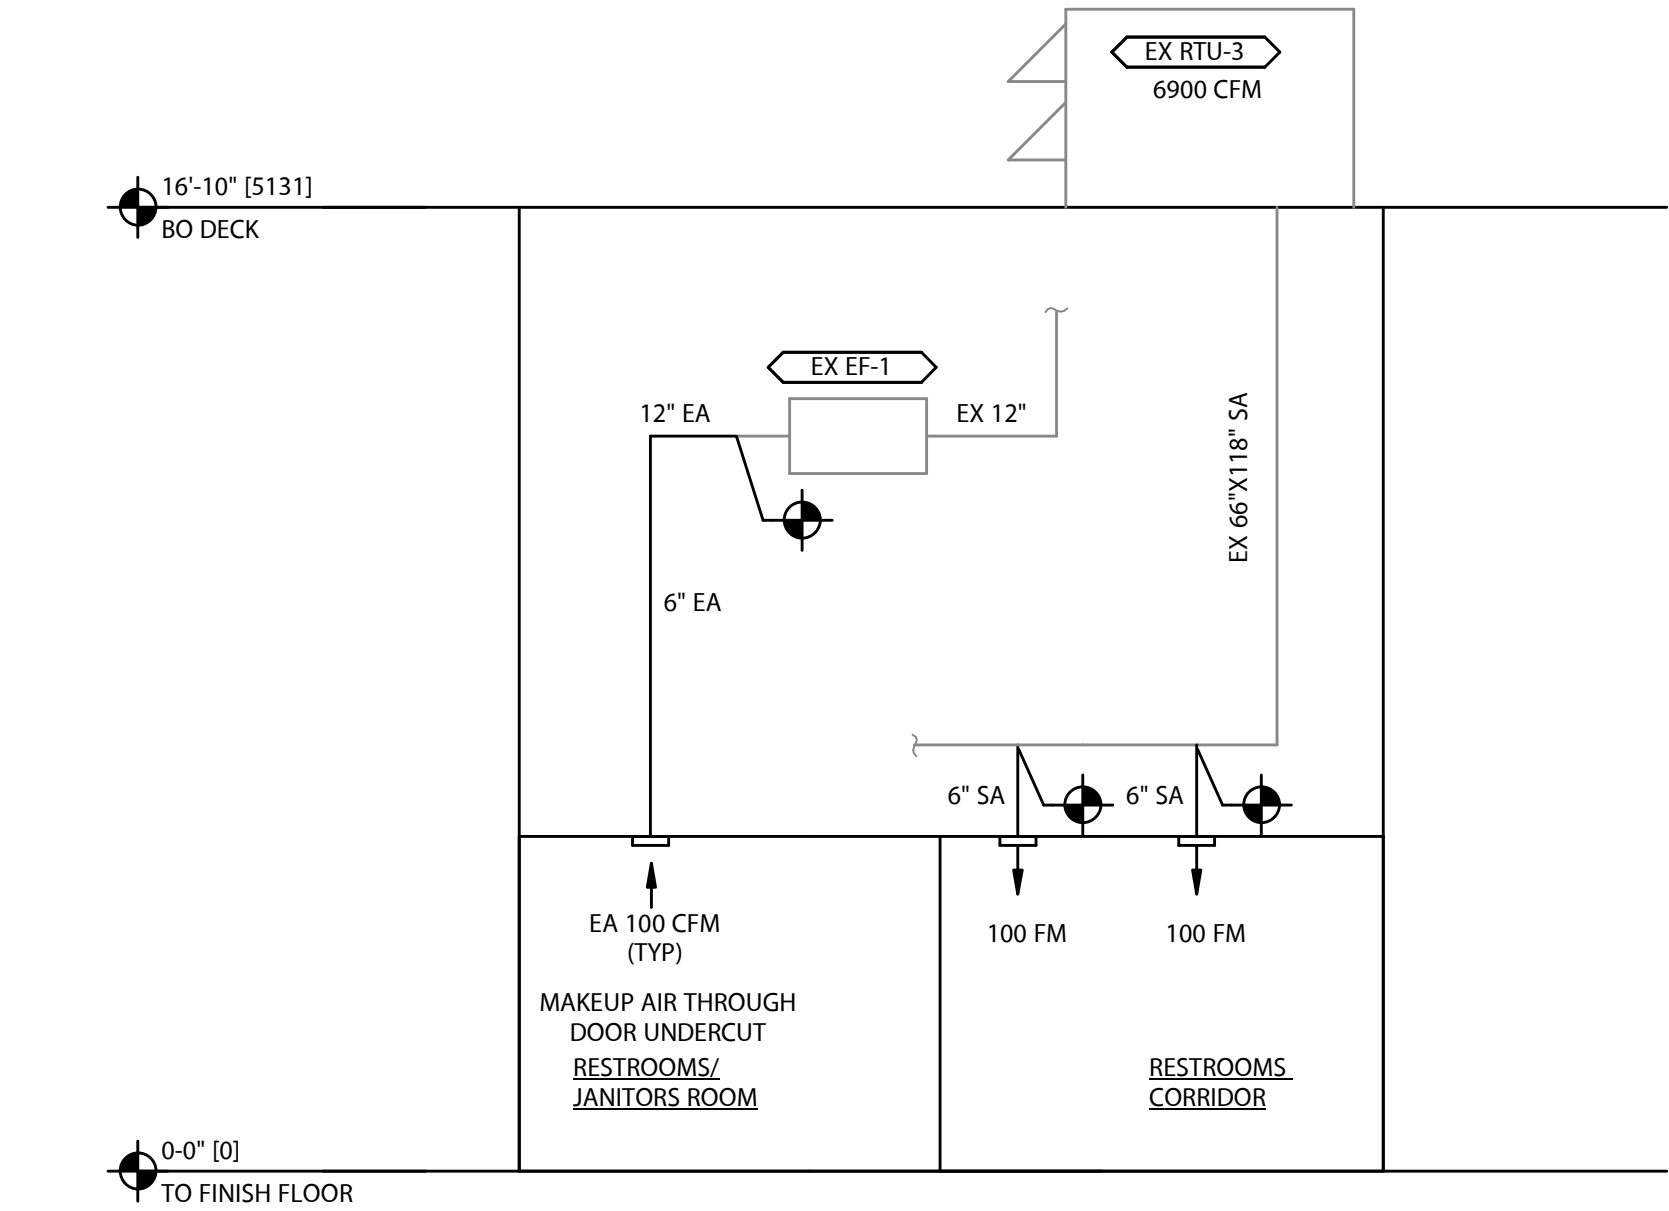 EX RTU-3
6900 CFM
16'-10" [5131]
BO DECK
EX EF-1
12" EA
EX 12"
EX 66"X118" SA
6" EA
6" SA
6" SA
EA 100 CFM
(TYP)
100 FM
100 FM
MAKEUP AIR THROUGH
DOOR UNDERCUT
RESTROOMS/
JANITORS ROOM
RESTROOMS
CORRIDOR
0-0" [0]
TO FINISH FLOOR